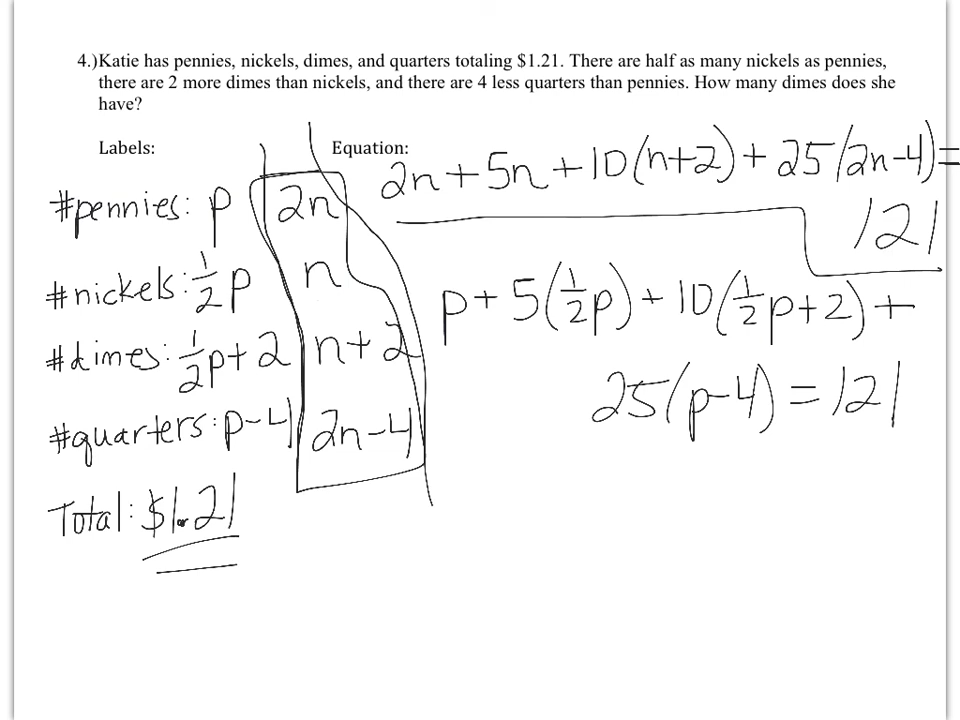 4.)Katie has pennies, nickels, dimes, and quarters totaling $1.21. There are half as many nickels as pennies,
there are 2 more dimes than nickels, and there are 4 less quarters than pennies. How many dimes does she
have?
Labels:
#pennies: p 2n
#nickels: 1/2 p n
#dimes: 1/2 p + 2 n + 2
#quarters: p - 4 2n - 4
Total: $1.21
Equation:
2n + 5n + 10(n+2) + 25(2n-4) =
121
p + 5(1/2 p) + 10(1/2 p + 2) +
25(p-4) = 121